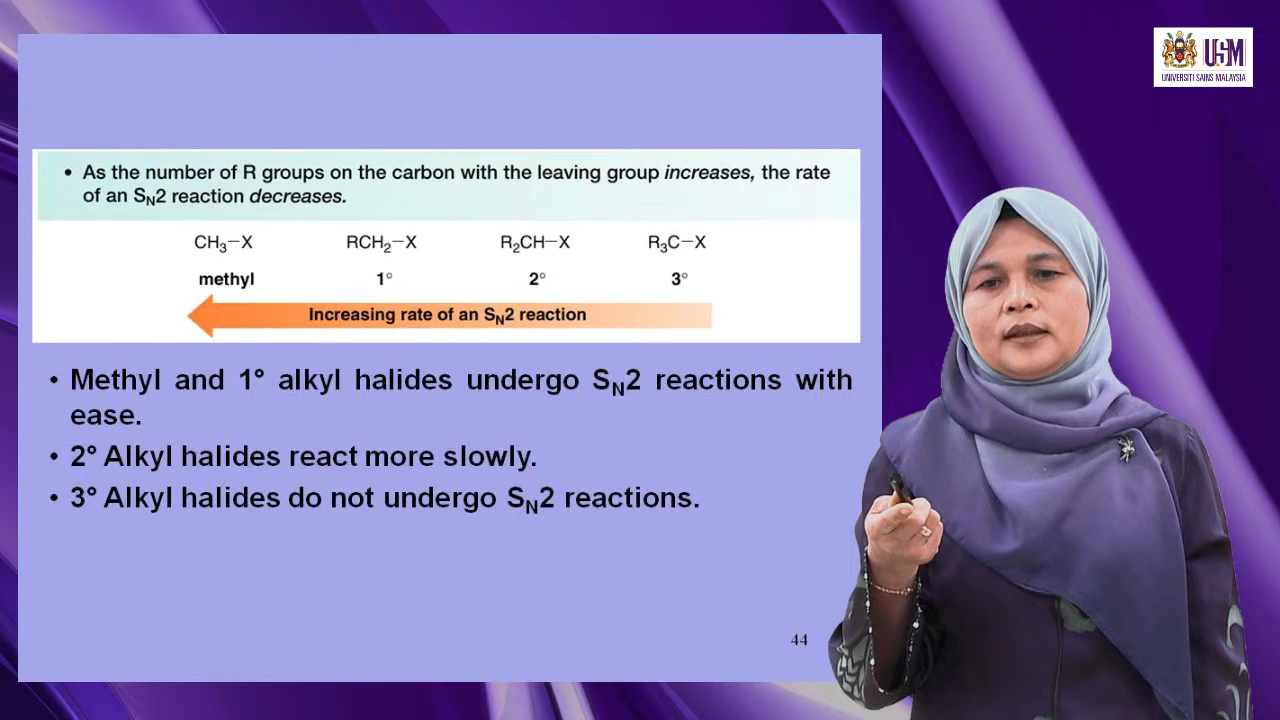 USM
UNIVERSITI SAINS MALAYSIA
• As the number of R groups on the carbon with the leaving group increases, the rate
of an SN2 reaction decreases.
CH3–X RCH2–X R2CH–X R3C–X
methyl 1° 2° 3°
Increasing rate of an SN2 reaction
• Methyl and 1° alkyl halides undergo SN2 reactions with
ease.
• 2° Alkyl halides react more slowly.
• 3° Alkyl halides do not undergo SN2 reactions.
44